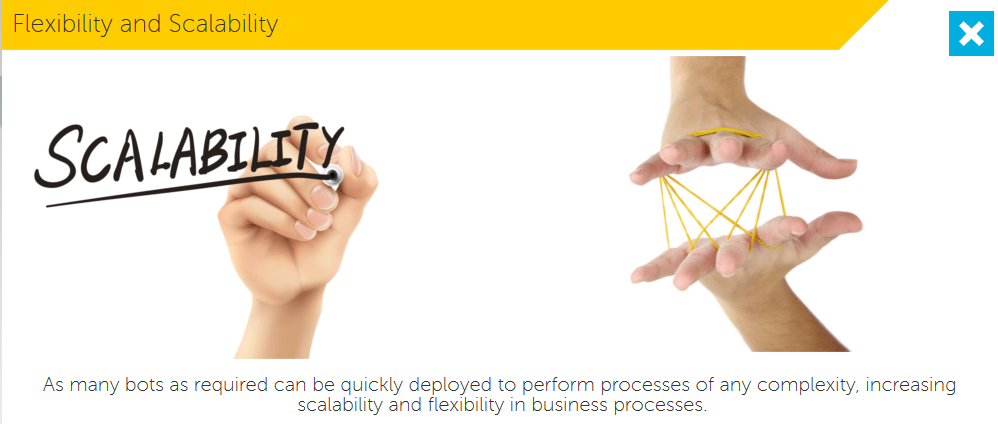 Flexibility and Scalability
SCALABILITY
As many bots as required can be quickly deployed to perform processes of any complexity, increasing
scalability and flexibility in business processes.